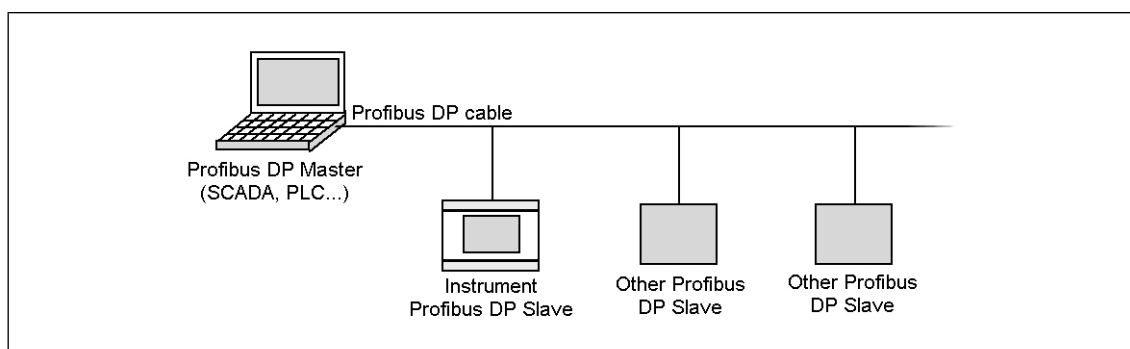 Profibus DP cable
Profibus DP Master
(SCADA, PLC...)
Instrument
Profibus DP Slave
Other Profibus
DP Slave
Other Profibus
DP Slave